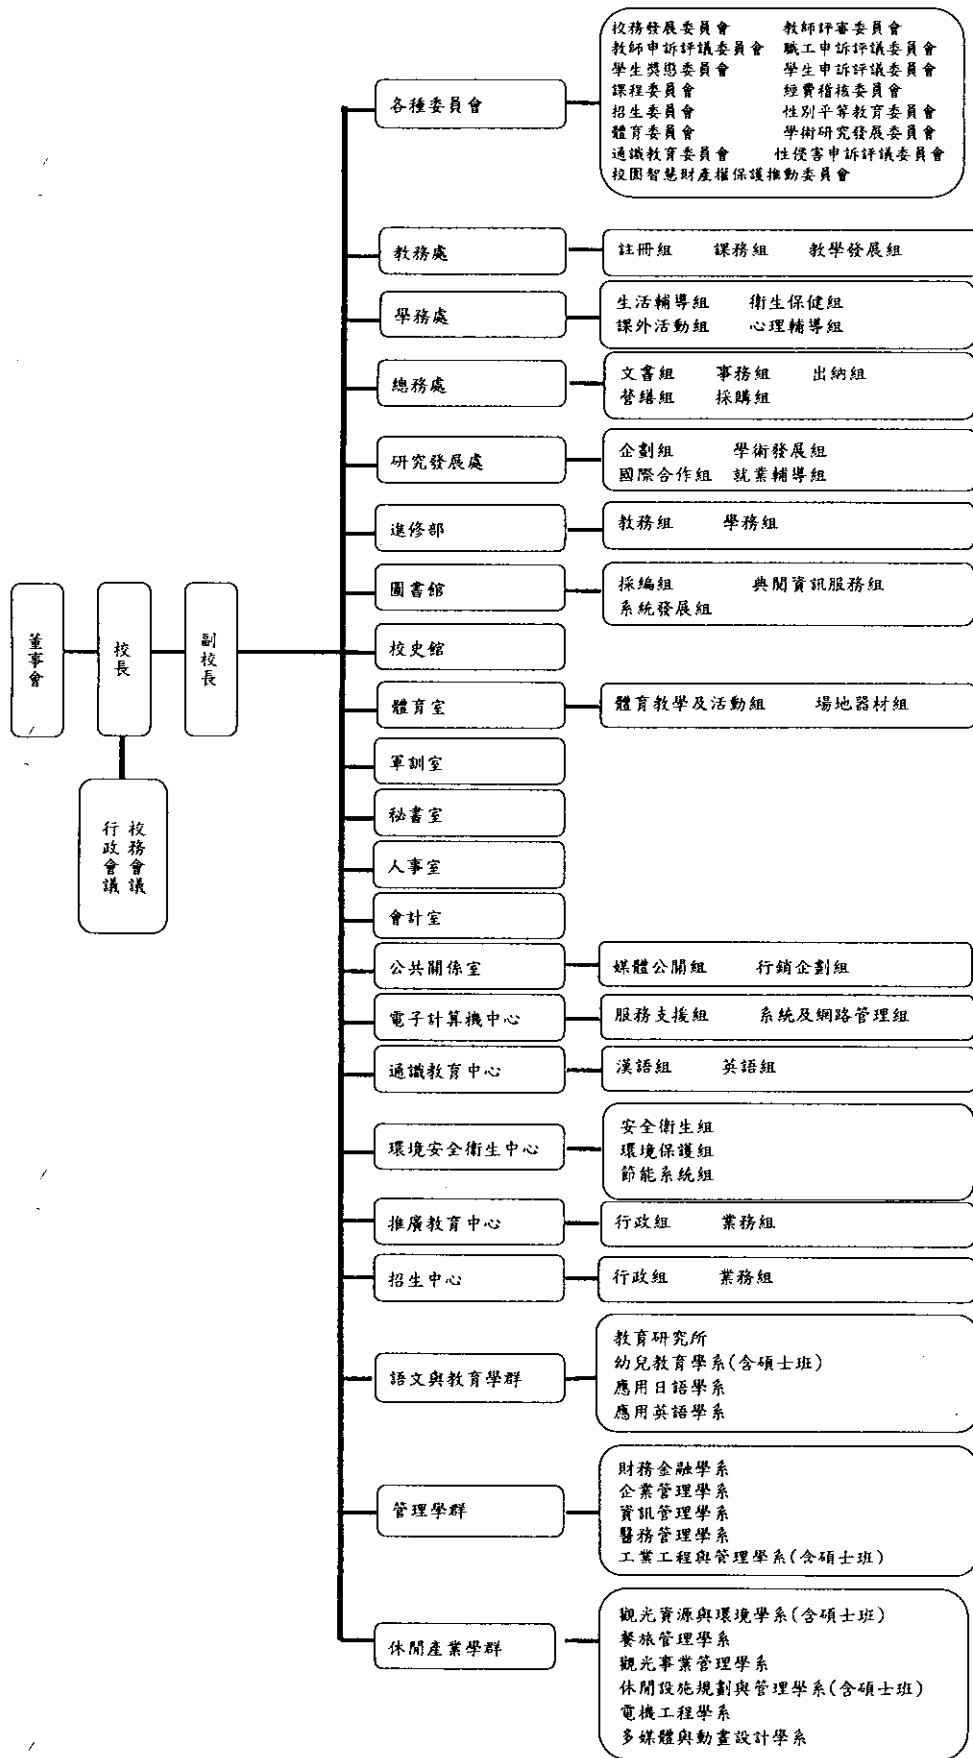 董事會
校長
副校長
校務會議
行政會議
各種委員會
校務發展委員會 教師評審委員會
教師申訴評議委員會 職工申訴評議委員會
學生獎懲委員會 學生申訴評議委員會
課程委員會 經費稽核委員會
招生委員會 性別平等教育委員會
體育委員會 學術研究發展委員會
通識教育委員會 性侵害申訴評議委員會
校園智慧財產權保護推動委員會
教務處
註冊組 課務組 教學發展組
學務處
生活輔導組 衛生保健組
課外活動組 心理輔導組
總務處
文書組 事務組 出納組
營繕組 採購組
研究發展處
企劃組 學術發展組
國際合作組 就業輔導組
進修部
教務組 學務組
圖書館
採編組 典閱資訊服務組
系統發展組
校史館
體育室
體育教學及活動組 場地器材組
軍訓室
秘書室
人事室
會計室
公共關係室
媒體公關組 行銷企劃組
電子計算機中心
服務支援組 系統及網路管理組
通識教育中心
漢語組 英語組
環境安全衛生中心
安全衛生組
環境保護組
節能系統組
推廣教育中心
行政組 業務組
招生中心
行政組 業務組
語文與教育學群
教育研究所
幼兒教育學系(含碩士班)
應用日語學系
應用英語學系
管理學群
財務金融學系
企業管理學系
資訊管理學系
醫務管理學系
工業工程與管理學系(含碩士班)
休閒產業學群
觀光資源與環境學系(含碩士班)
餐旅管理學系
觀光事業管理學系
休閒設施規劃與管理學系(含碩士班)
電機工程學系
多媒體與動畫設計學系